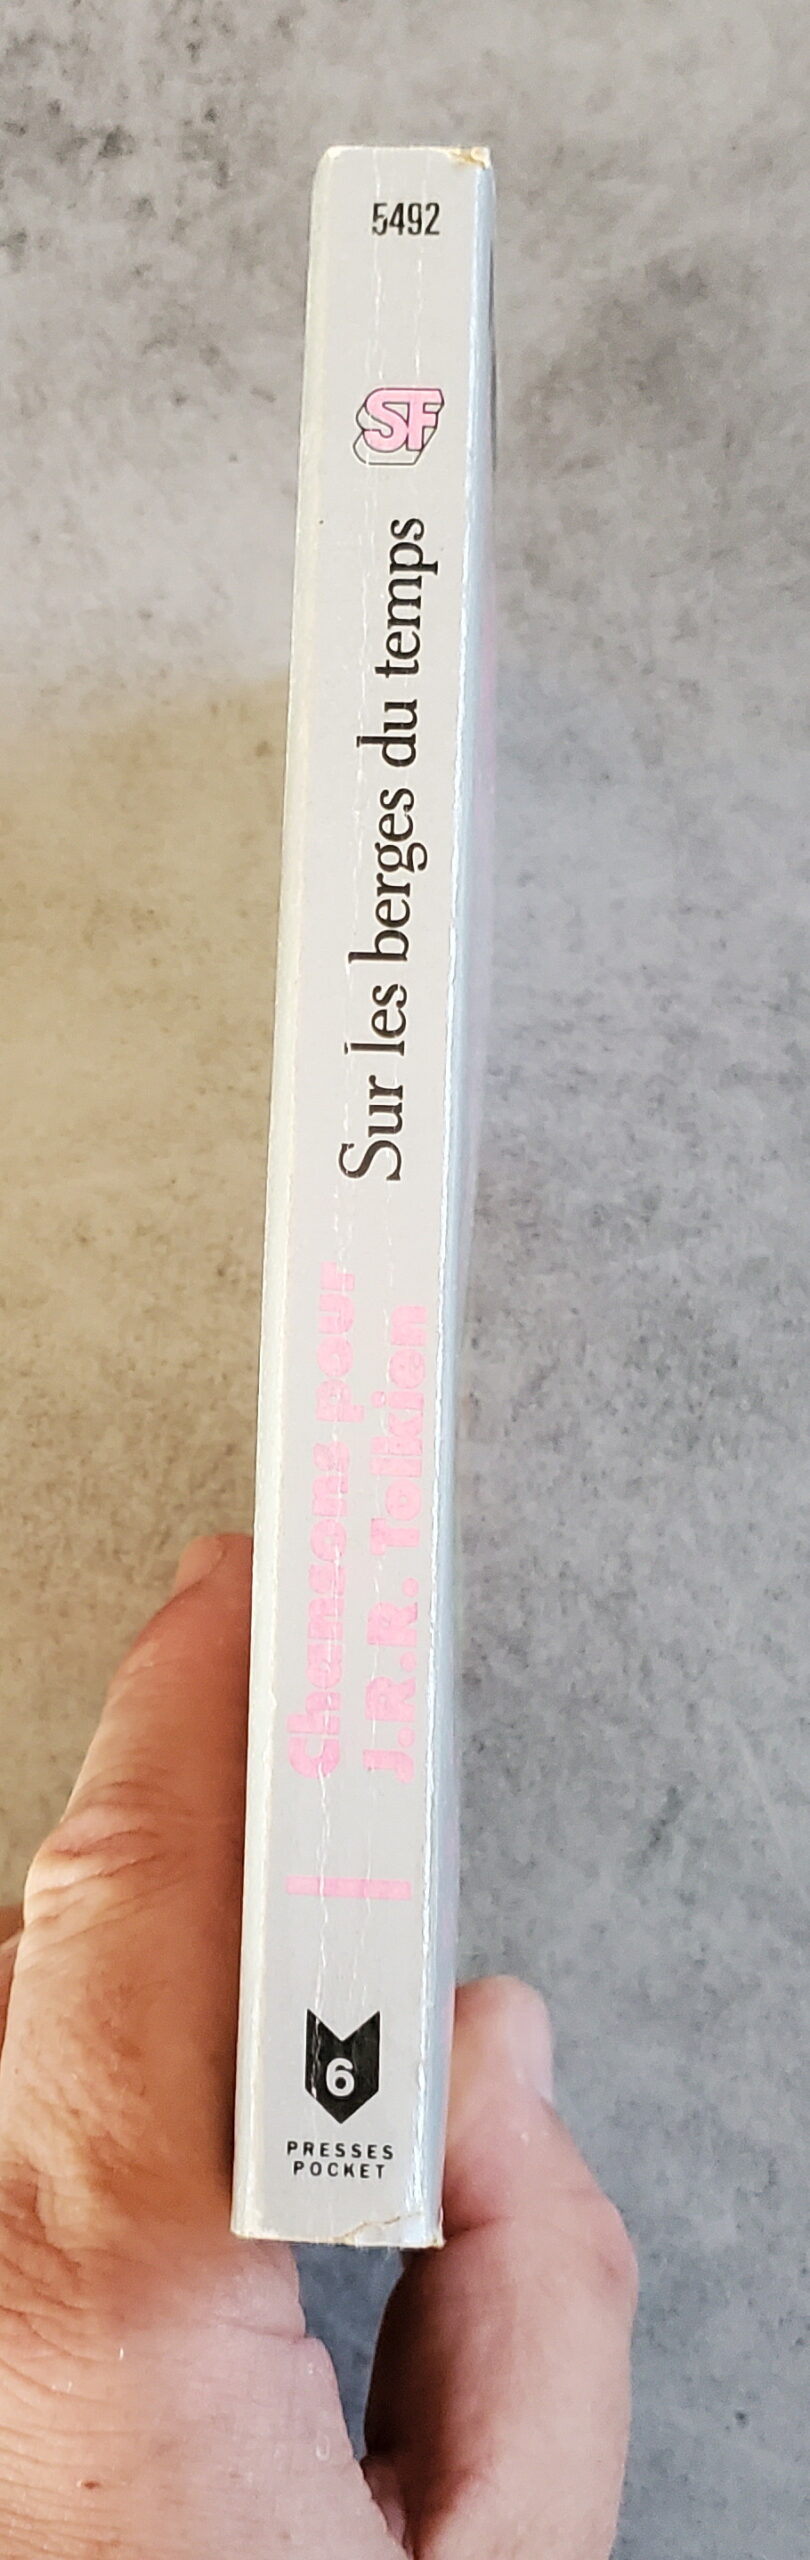 5492
SF
Sur les berges du temps
Chansons pour
J.R.R. Tolkien
6
PRESSES
POCKET